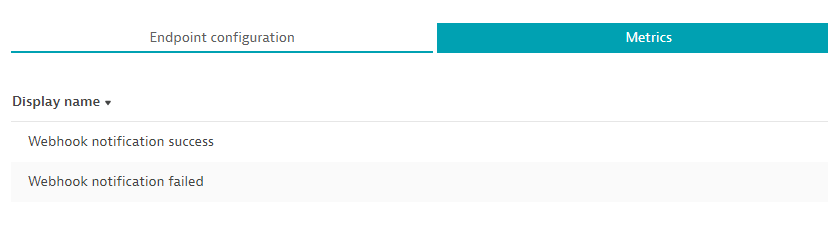 Endpoint configuration
Metrics
Display name
Webhook notification success
Webhook notification failed